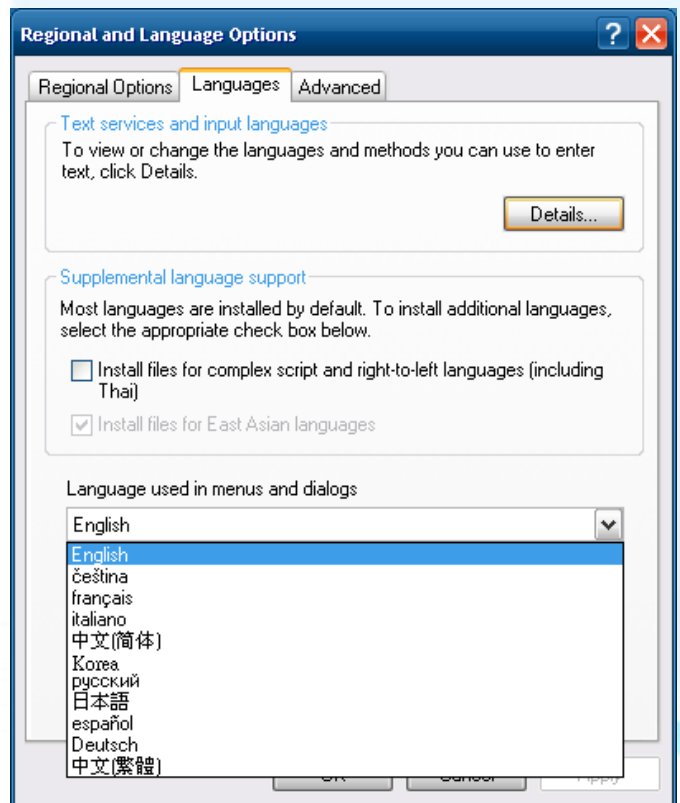 Regional and Language Options
Regional Options
Languages
Advanced
Text services and input languages
To view or change the languages and methods you can use to enter
text, click Details.
Details...
Supplemental language support
Most languages are installed by default. To install additional languages,
select the appropriate check box below.
Install files for complex script and right-to-left languages (including
Thai)
Install files for East Asian languages
Language used in menus and dialogs
English
English
čeština
français
italiano
中文(简体)
Korea
русский
日本語
español
Deutsch
中文(繁體)
OK
Cancel
Apply